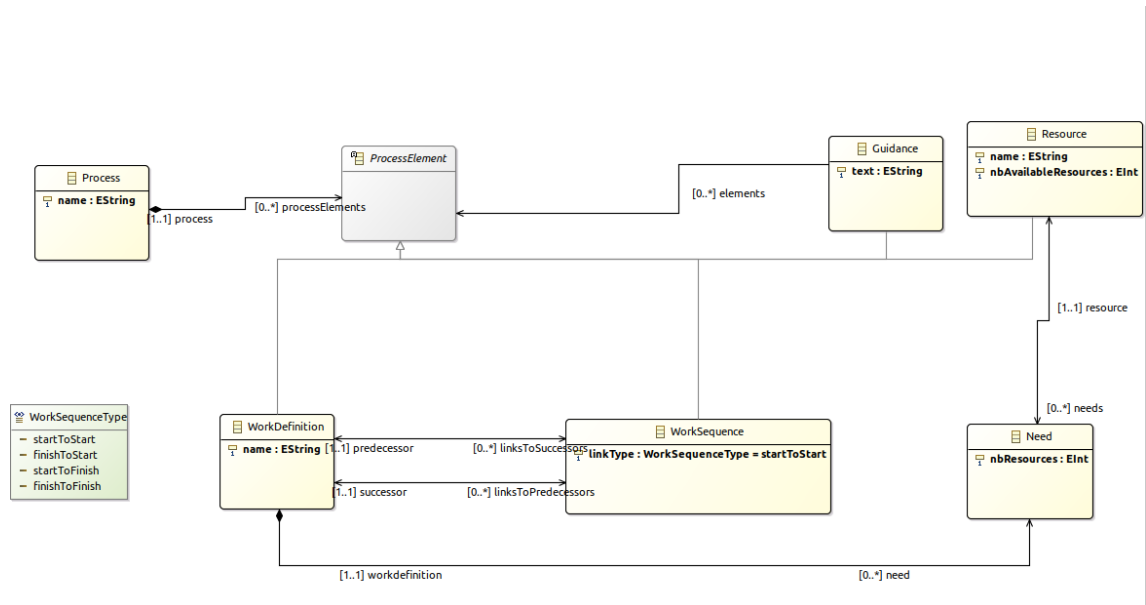 Process
name : EString
[1..1] process
[0..*] processElements
ProcessElement
[0..*] elements
Guidance
text : EString
Resource
name : EString
nbAvailableResources : EInt
[1..1] resource
[0..*] needs
WorkSequenceType
startToStart
finishToStart
startToFinish
finishToFinish
WorkDefinition
name : EString
[1..1] predecessor
[0..*] linksToSuccessors
[1..1] successor
[0..*] linksToPredecessors
WorkSequence
linkType : WorkSequenceType = startToStart
Need
nbResources : EInt
[1..1] workdefinition
[0..*] need